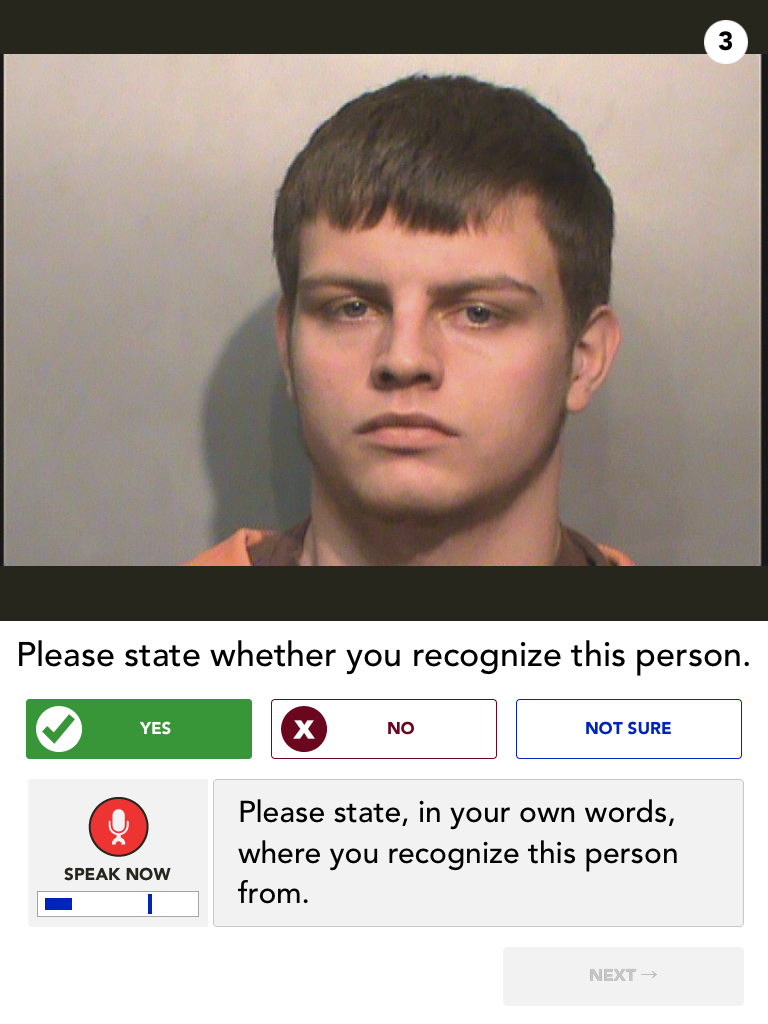 3
Please state whether you recognize this person.
YES
X
NO
NOT SURE
SPEAK NOW
Please state, in your own words,
where you recognize this person
from.
NEXT →